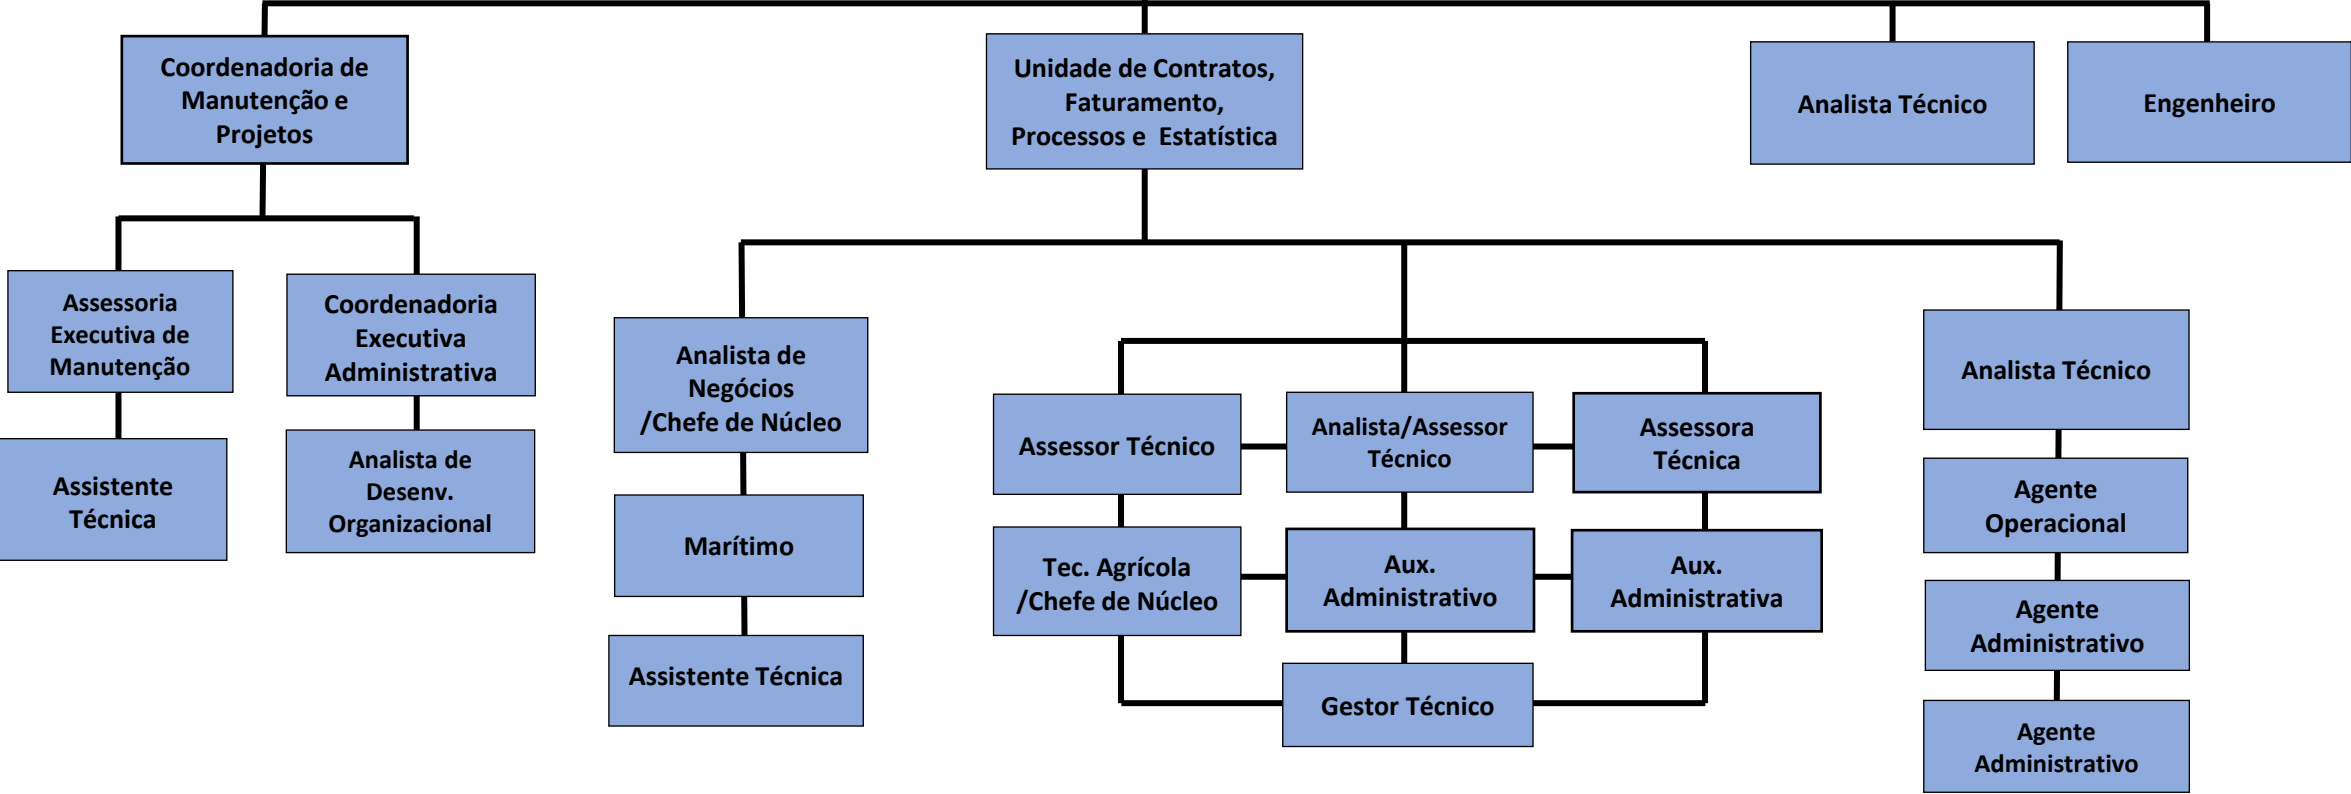 Coordenadoria de
Manutenção e
Projetos
Unidade de Contratos,
Faturamento,
Processos e Estatística
Analista Técnico
Engenheiro
Assessoria
Executiva de
Manutenção
Coordenadoria
Executiva
Administrativa
Assistente
Técnica
Analista de
Desenv.
Organizacional
Analista de
Negócios
/Chefe de Núcleo
Marítimo
Assistente Técnica
Assessor Técnico
Analista/Assessor
Técnico
Assessora
Técnica
Tec. Agrícola
/Chefe de Núcleo
Aux.
Administrativo
Aux.
Administrativa
Gestor Técnico
Analista Técnico
Agente
Operacional
Agente
Administrativo
Agente
Administrativo